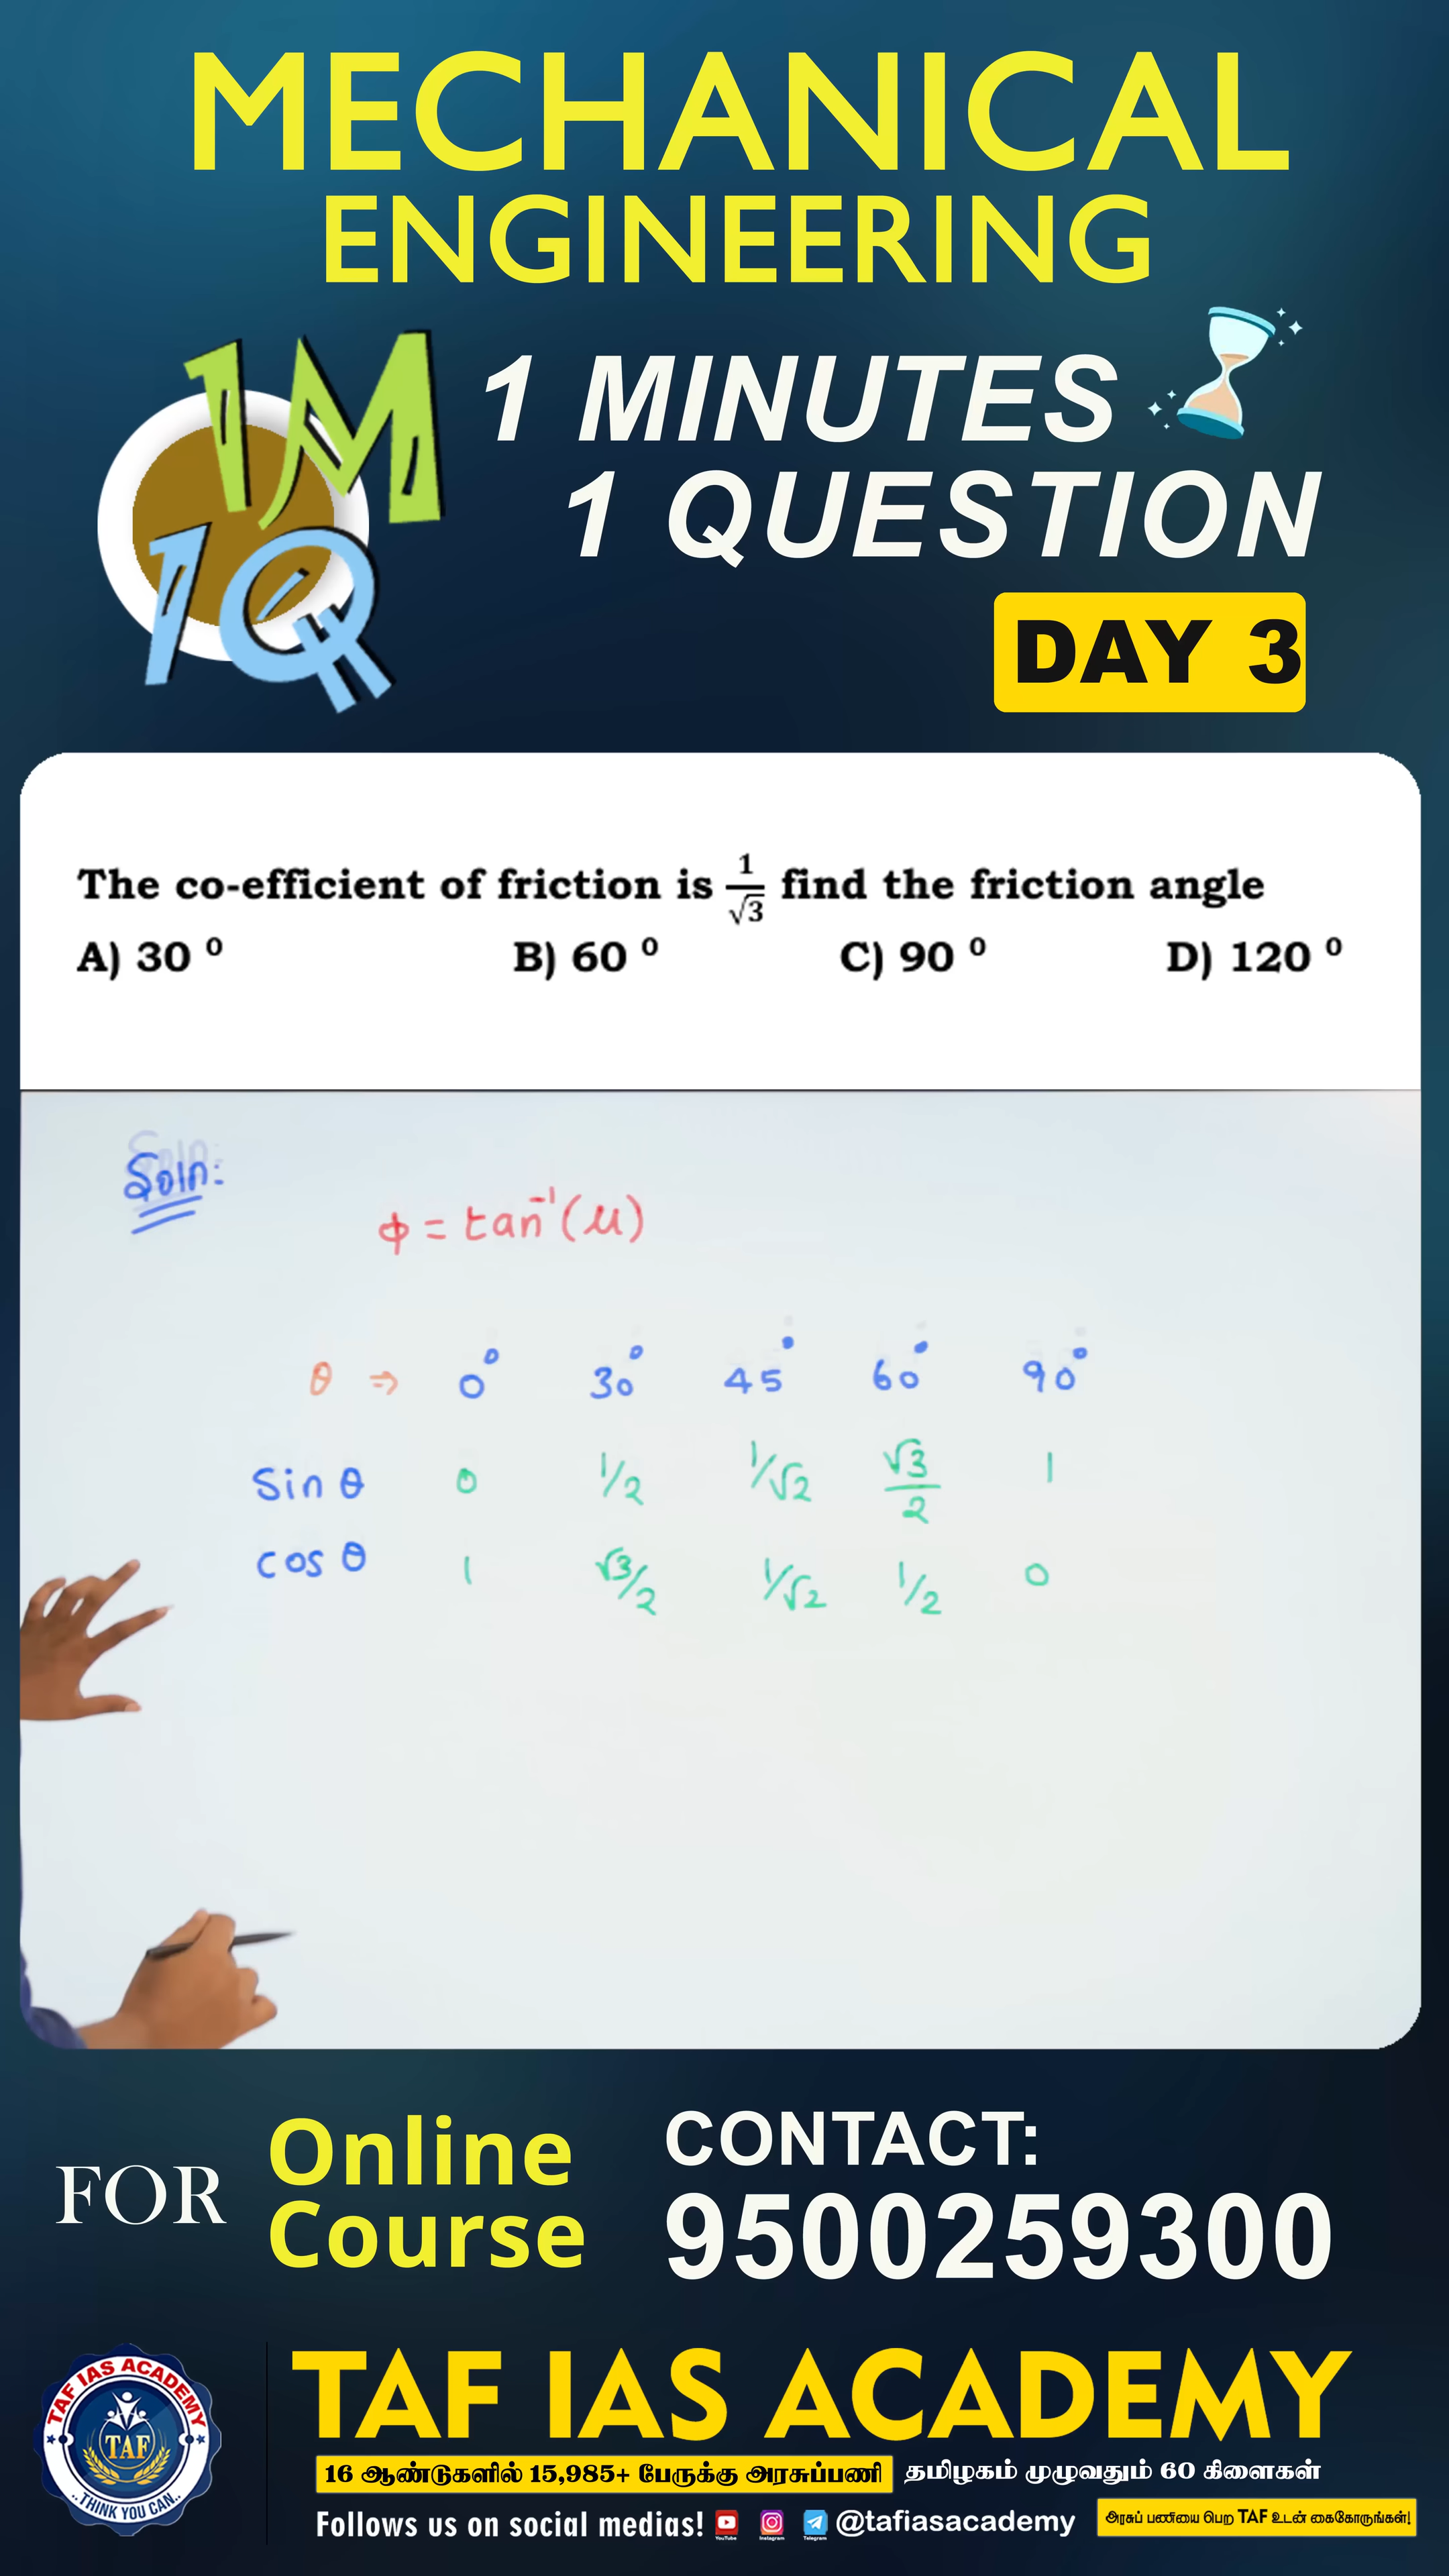 MECHANICAL
ENGINEERING
1M
1Q
1 MINUTES
1 QUESTION
DAY 3
The co-efficient of friction is 1/√3 find the friction angle
A) 30 ⁰ B) 60 ⁰ C) 90 ⁰ D) 120 ⁰
Soln:
ϕ = tan⁻¹(μ)
θ ⇒ 0° 30° 45° 60° 90°
Sin θ 0 1/2 1/√2 √3/2 1
cos θ 1 √3/2 1/√2 1/2 0
FOR
Online
Course
CONTACT:
9500259300
TAF IAS ACADEMY
TAF
..THINK YOU CAN..
TAF IAS ACADEMY
16 ஆண்டுகளில் 15,985+ பேருக்கு அரசுப்பணி
தமிழகம் முழுவதும் 60 கிளைகள்
Follows us on social medias!
YouTube
Instagram
Telegram
@tafiasacademy
அரசுப் பணியை பெற TAF உடன் கைகோருங்கள்!